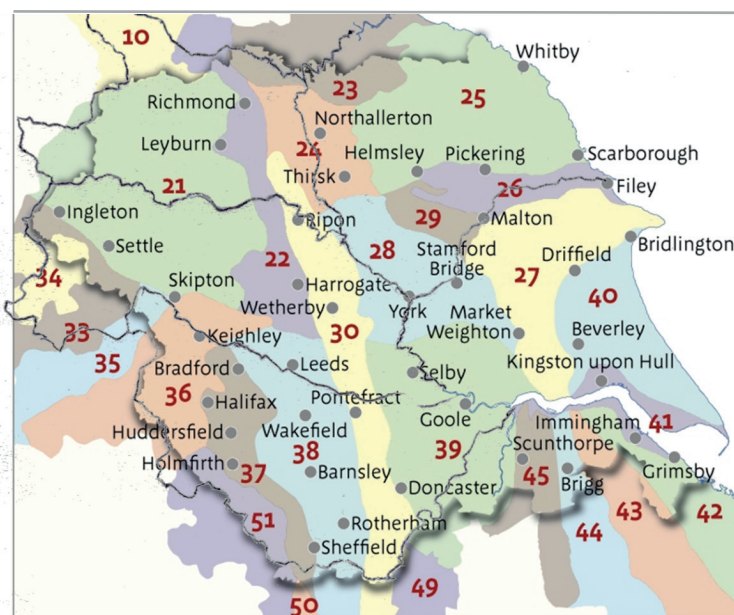 10
Whitby
23
25
Richmond
Northallerton
24
Leyburn
Helmsley
Pickering
Scarborough
Thirsk
21
26
Filey
Ingleton
Ripon
29
Malton
Settle
28
Stamford
Bridge
Bridlington
34
22
27
Driffield
Skipton
Harrogate
40
Wetherby
York
Market
Weighton
33
Keighley
30
Beverley
35
Bradford
Leeds
Selby
Kingston upon Hull
36
Halifax
Pontefract
Goole
Immingham
41
Huddersfield
Wakefield
39
Scunthorpe
Holmfirth
37
38
Barnsley
45
Brigg
Grimsby
Doncaster
51
Rotherham
44
43
42
Sheffield
49
50